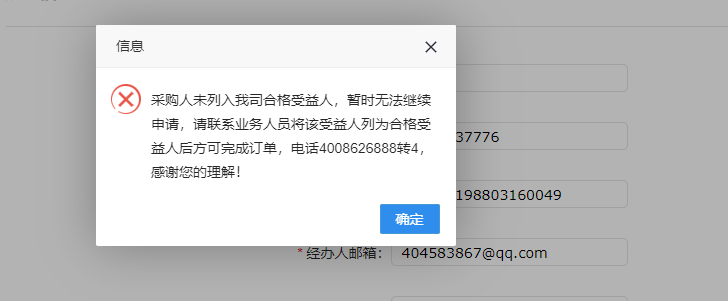 信息
采购人未列入我司合格受益人，暂时无法继续
申请，请联系业务人员将该受益人列为合格受
益人后方可完成订单，电话4008626888转4，
感谢您的理解！
37776
198803160049
确定
*经办人邮箱： 404583867@qq.com